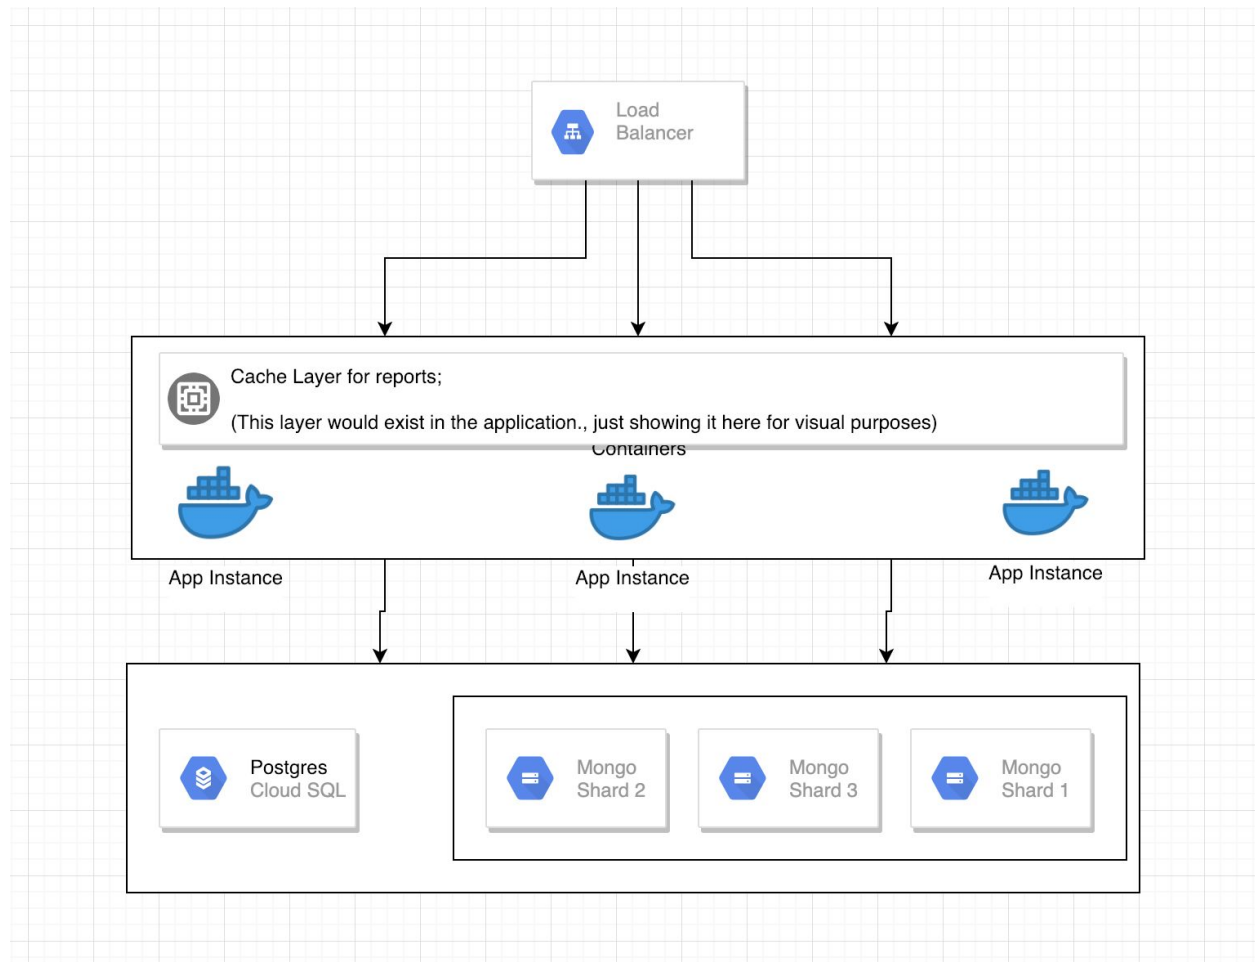 Load
Balancer
Cache Layer for reports;
(This layer would exist in the application., just showing it here for visual purposes)
Containers
App Instance
App Instance
App Instance
Postgres
Cloud SQL
Mongo
Shard 2
Mongo
Shard 3
Mongo
Shard 1